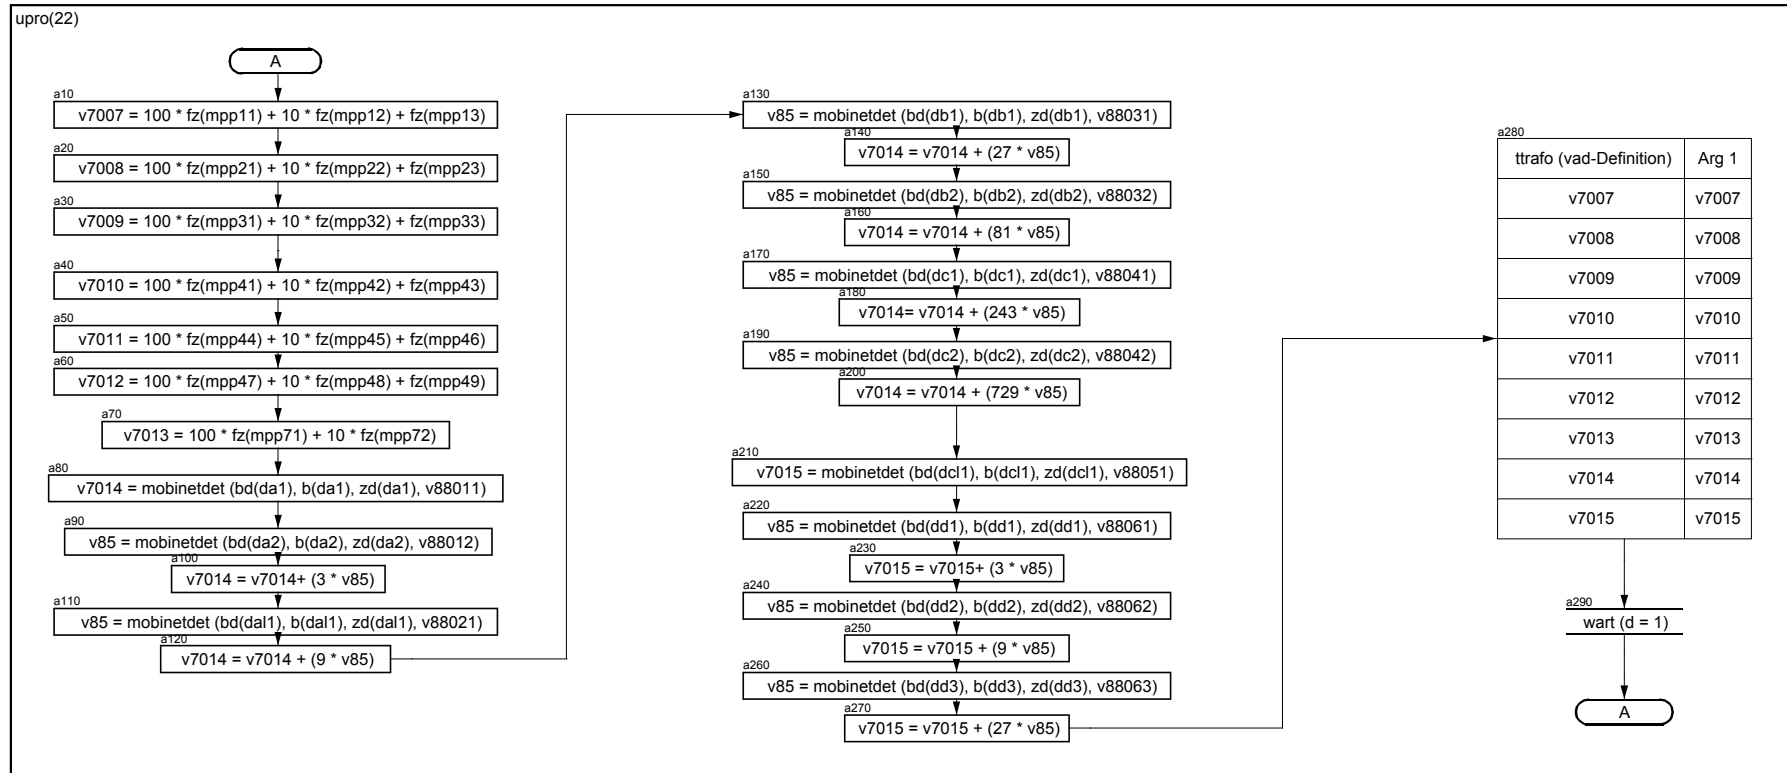 upro(22)
A
a10
v7007 = 100 * fz(mpp11) + 10 * fz(mpp12) + fz(mpp13)
a20
v7008 = 100 * fz(mpp21) + 10 * fz(mpp22) + fz(mpp23)
a30
v7009 = 100 * fz(mpp31) + 10 * fz(mpp32) + fz(mpp33)
a40
v7010 = 100 * fz(mpp41) + 10 * fz(mpp42) + fz(mpp43)
a50
v7011 = 100 * fz(mpp44) + 10 * fz(mpp45) + fz(mpp46)
a60
v7012 = 100 * fz(mpp47) + 10 * fz(mpp48) + fz(mpp49)
a70
v7013 = 100 * fz(mpp71) + 10 * fz(mpp72)
a80
v7014 = mobinetdet (bd(da1), b(da1), zd(da1), v88011)
a90
v85 = mobinetdet (bd(da2), b(da2), zd(da2), v88012)
a100
v7014 = v7014+ (3 * v85)
a110
v85 = mobinetdet (bd(dal1), b(dal1), zd(dal1), v88021)
a120
v7014 = v7014 + (9 * v85)
a130
v85 = mobinetdet (bd(db1), b(db1), zd(db1), v88031)
a140
v7014 = v7014 + (27 * v85)
a150
v85 = mobinetdet (bd(db2), b(db2), zd(db2), v88032)
a160
v7014 = v7014 + (81 * v85)
a170
v85 = mobinetdet (bd(dc1), b(dc1), zd(dc1), v88041)
a180
v7014= v7014 + (243 * v85)
a190
v85 = mobinetdet (bd(dc2), b(dc2), zd(dc2), v88042)
a200
v7014 = v7014 + (729 * v85)
a210
v7015 = mobinetdet (bd(dcl1), b(dcl1), zd(dcl1), v88051)
a220
v85 = mobinetdet (bd(dd1), b(dd1), zd(dd1), v88061)
a230
v7015 = v7015+ (3 * v85)
a240
v85 = mobinetdet (bd(dd2), b(dd2), zd(dd2), v88062)
a250
v7015 = v7015 + (9 * v85)
a260
v85 = mobinetdet (bd(dd3), b(dd3), zd(dd3), v88063)
a270
v7015 = v7015 + (27 * v85)
a280
ttrafo (vad-Definition) Arg 1
v7007 v7007
v7008 v7008
v7009 v7009
v7010 v7010
v7011 v7011
v7012 v7012
v7013 v7013
v7014 v7014
v7015 v7015
a290
wart (d = 1)
A